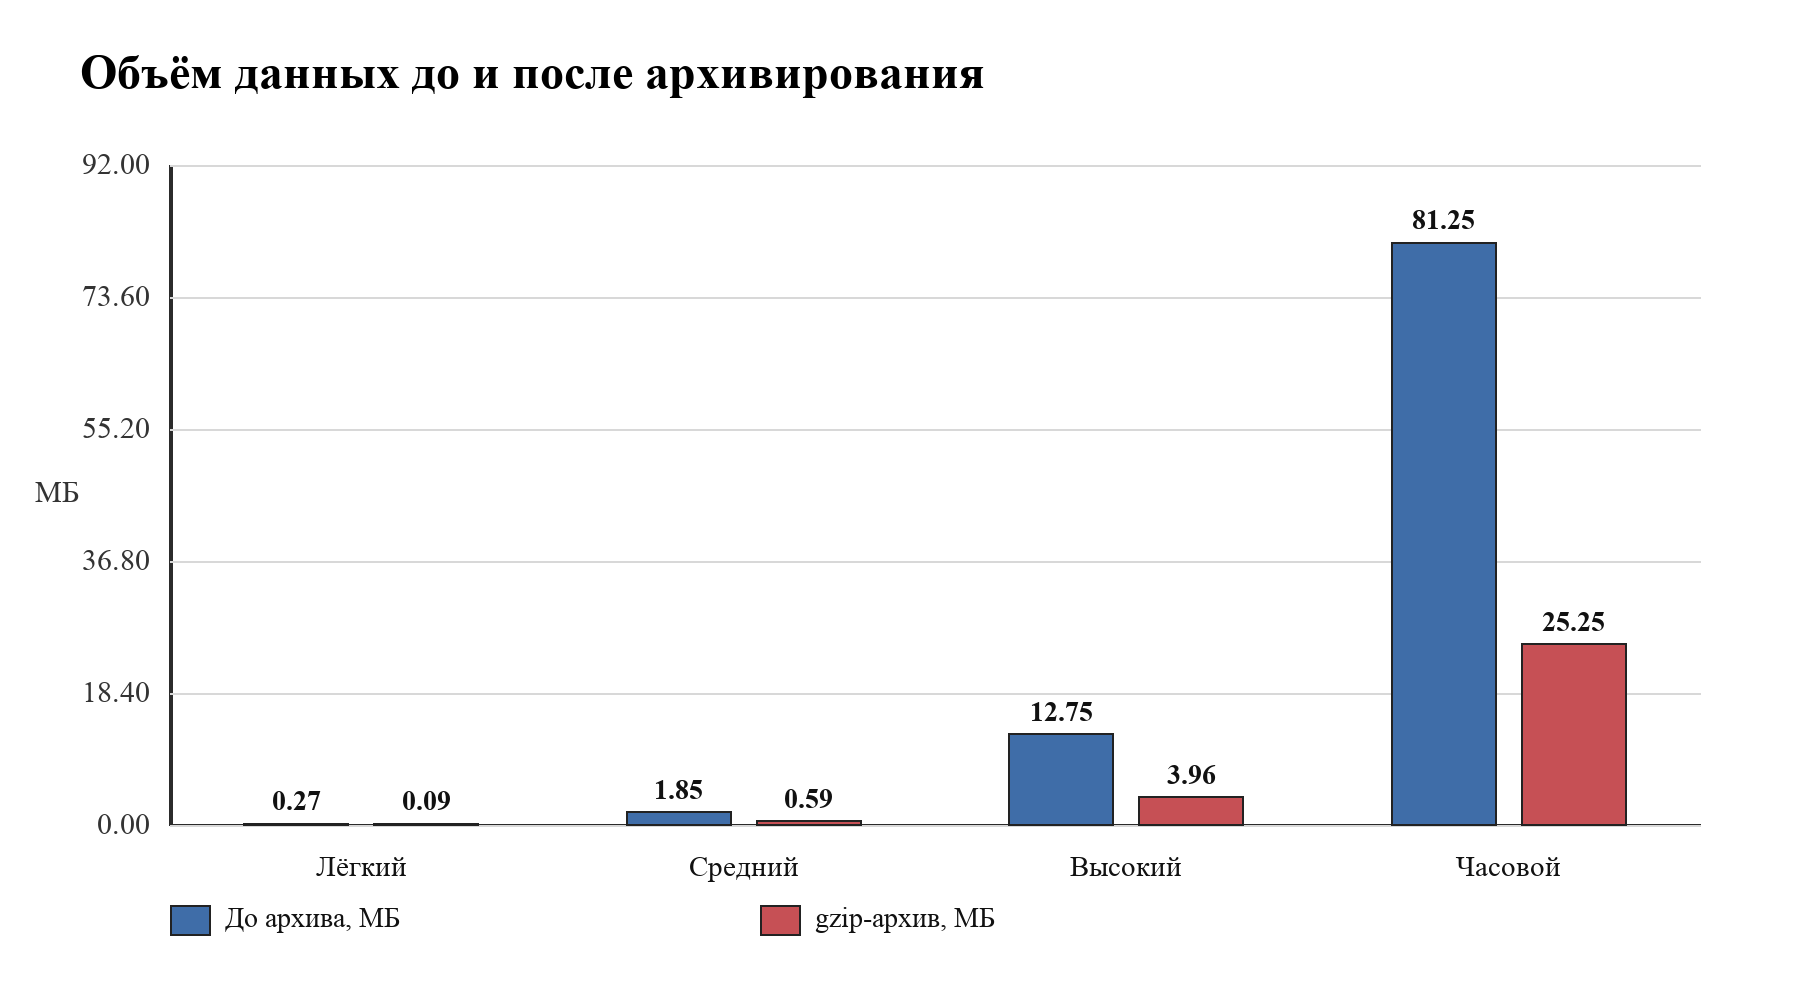 Объём данных до и после архивирования
92.00
73.60
55.20
МБ
36.80
18.40
0.00
0.27
0.09
1.85
0.59
12.75
3.96
81.25
25.25
Лёгкий
Средний
Высокий
Часовой
До архива, МБ
gzip-архив, МБ